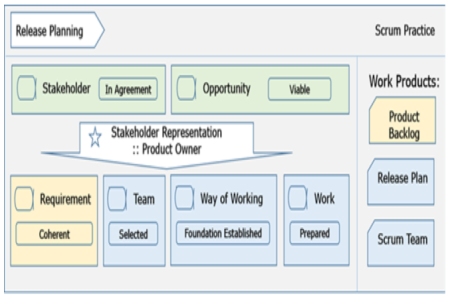 Release Planning
Scrum Practice
Stakeholder
In Agreement
Opportunity
Viable
Work Products:
Product
Backlog
Stakeholder Representation
:: Product Owner
Requirement
Coherent
Team
Selected
Way of Working
Foundation Established
Work
Prepared
Release Plan
Scrum Team